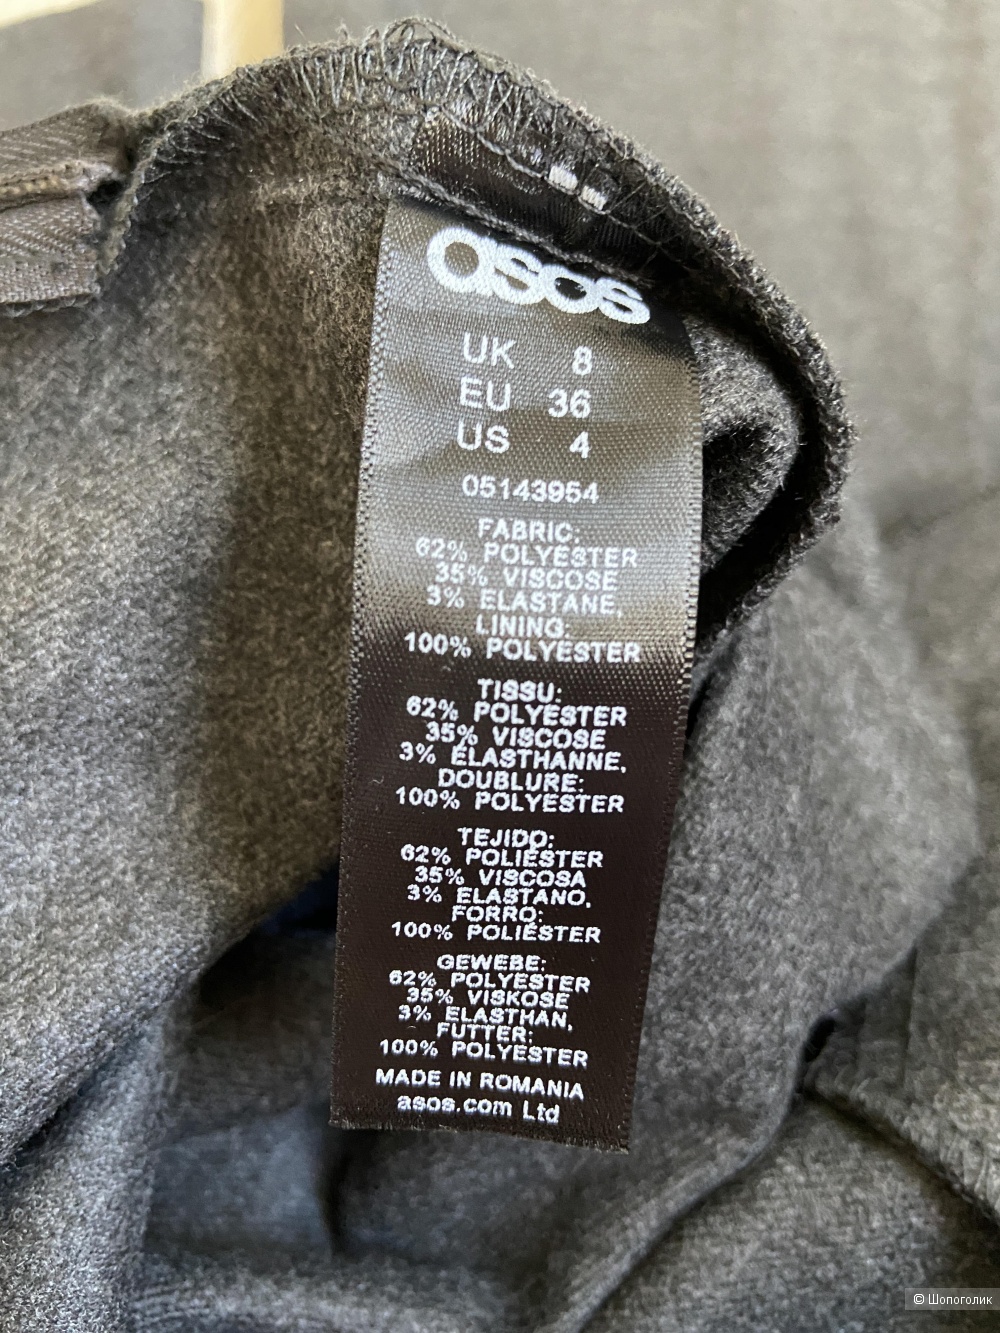 asos
UK 8
EU 36
US 4
05143954
FABRIC:
62% POLYESTER
35% VISCOSE
3% ELASTANE,
LINING:
100% POLYESTER
TISSU:
62% POLYESTER
35% VISCOSE
3% ÉLASTHANNE,
DOUBLURE:
100% POLYESTER
TEJIDO:
62% POLIÉSTER
35% VISCOSA
3% ELASTANO,
FORRO:
100% POLIÉSTER
GEWEBE:
62% POLYESTER
35% VISKOSE
3% ELASTHAN,
FUTTER:
100% POLYESTER
MADE IN ROMANIA
asos.com Ltd
© Шопоголик